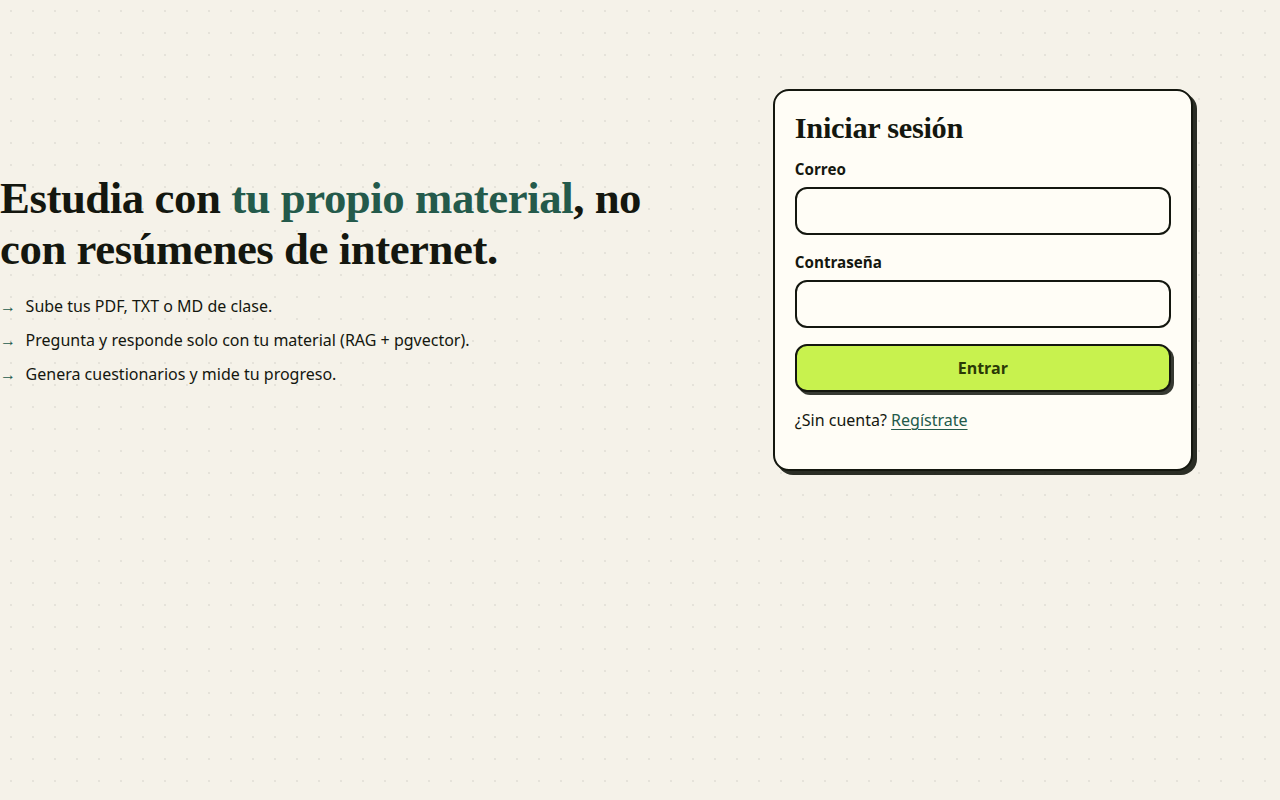 Estudia con tu propio material, no
con resúmenes de internet.
→ Sube tus PDF, TXT o MD de clase.
→ Pregunta y responde solo con tu material (RAG + pgvector).
→ Genera cuestionarios y mide tu progreso.
Iniciar sesión
Correo
Contraseña
Entrar
¿Sin cuenta? Regístrate